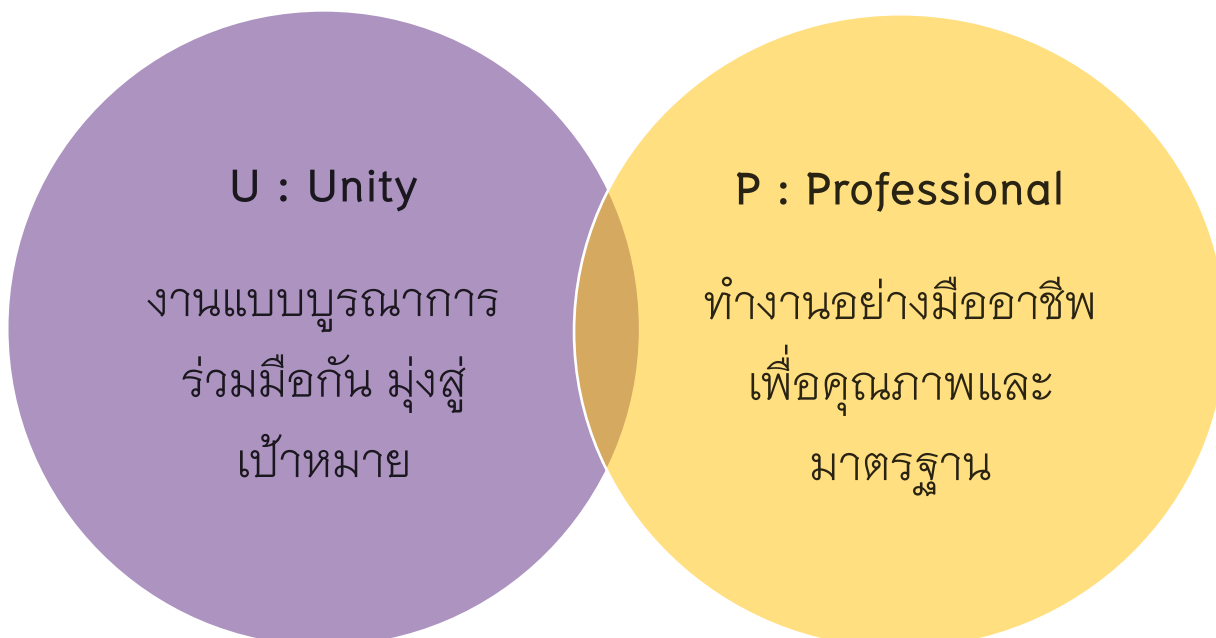 U : Unity
งานแบบบูรณาการ
ร่วมมือกัน มุ่งสู่
เป้าหมาย
P : Professional
ทำงานอย่างมืออาชีพ
เพื่อคุณภาพและ
มาตรฐาน